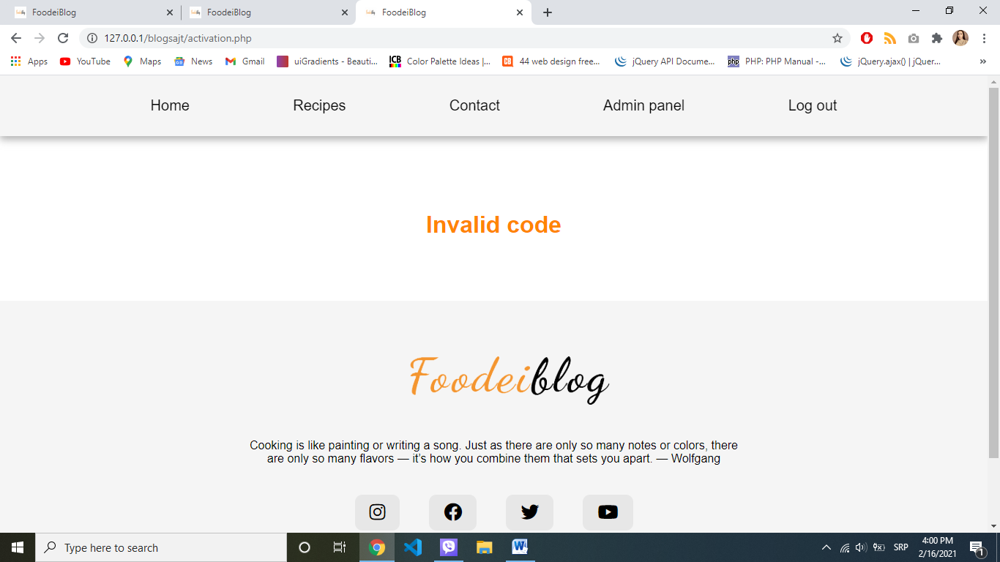 FoodeiBlog
FoodeiBlog
FoodeiBlog
127.0.0.1/blogsajt/activation.php
Apps
YouTube
Maps
News
Gmail
uiGradients - Beauti...
ICB
Color Palette Ideas |...
CB
44 web design free...
jQuery API Docume...
php
PHP: PHP Manual -...
jQuery.ajax() | jQuer...
»
Home
Recipes
Contact
Admin panel
Log out
Invalid code
Foodeiblog
Cooking is like painting or writing a song. Just as there are only so many notes or colors, there
are only so many flavors — it’s how you combine them that sets you apart. — Wolfgang
Type here to search
SRP
4:00 PM
2/16/2021
1